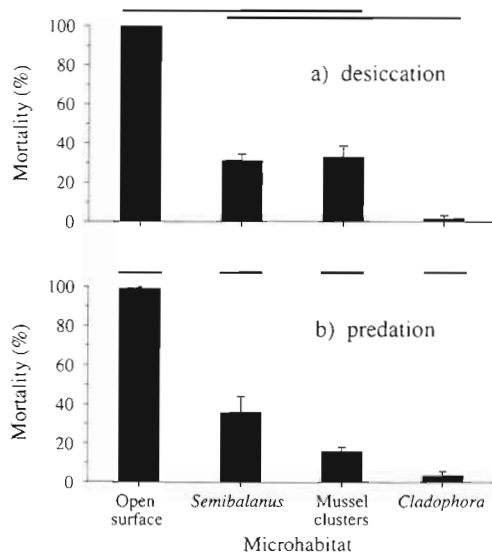 a) desiccation
Mortality (%)
100
80
60
40
20
0
b) predation
Mortality (%)
100
80
60
40
20
0
Open surface
Semibalanus
Mussel clusters
Cladophora
Microhabitat